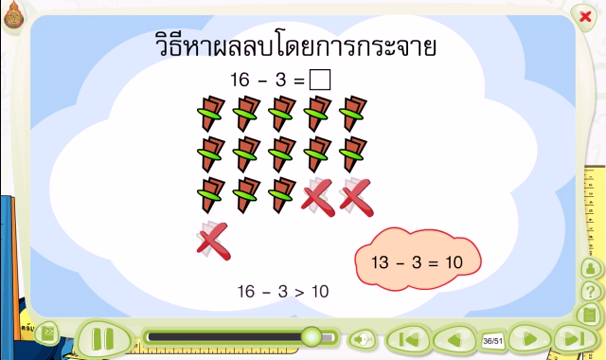 วิธีหาผลลบโดยการกระจาย
16 - 3 = □
13 - 3 = 10
16 - 3 > 10
36/51